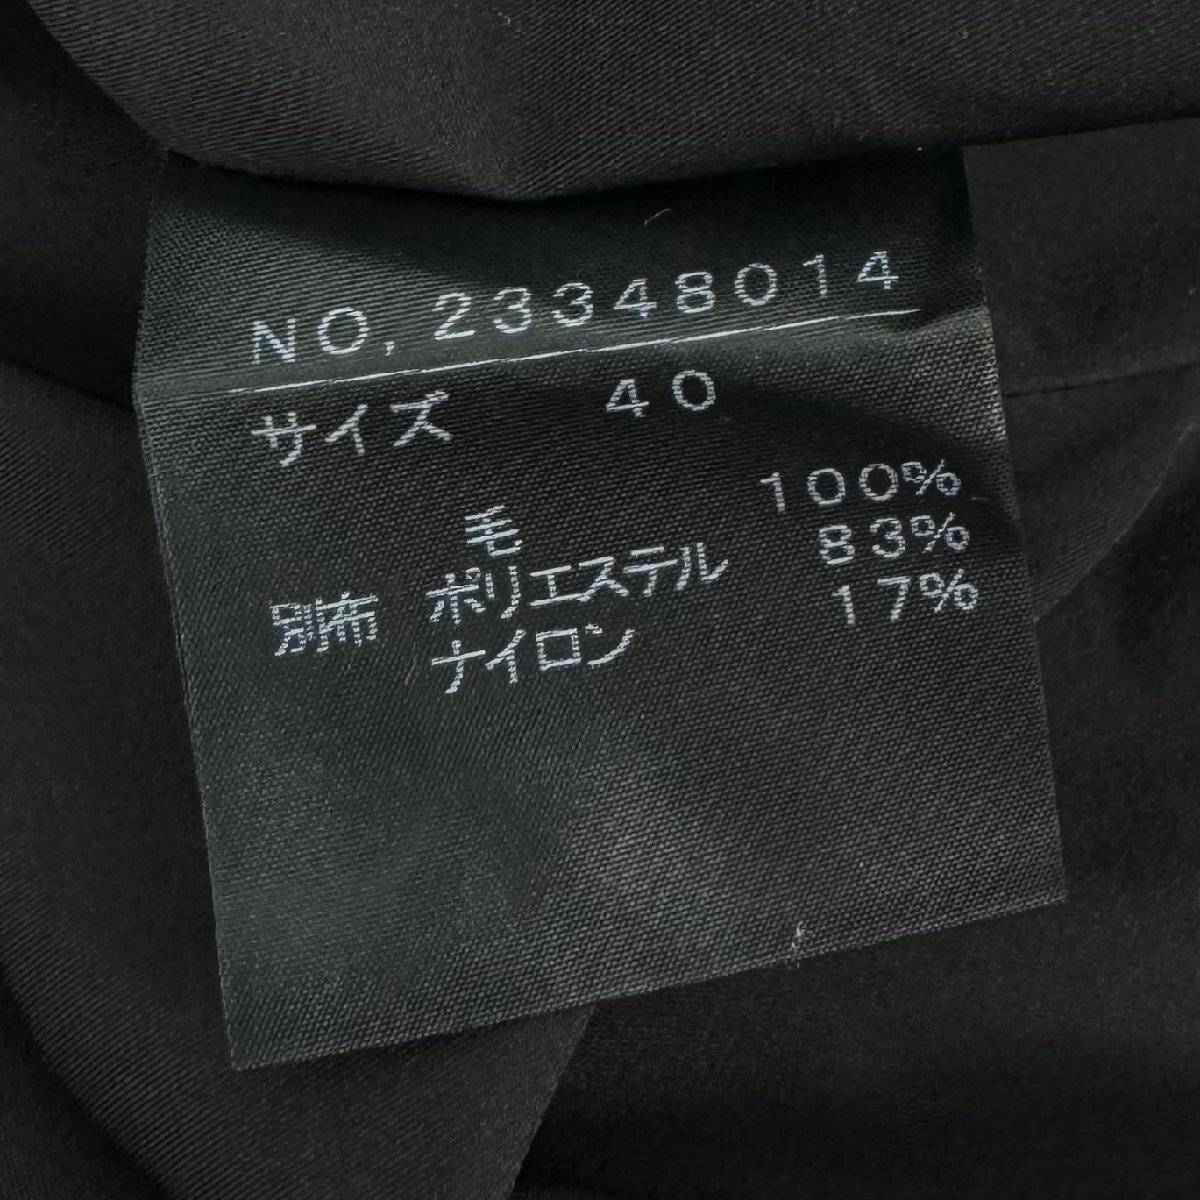 NO, 23348014
サイズ 40
毛 100%
別布 ポリエステル 83%
ナイロン 17%